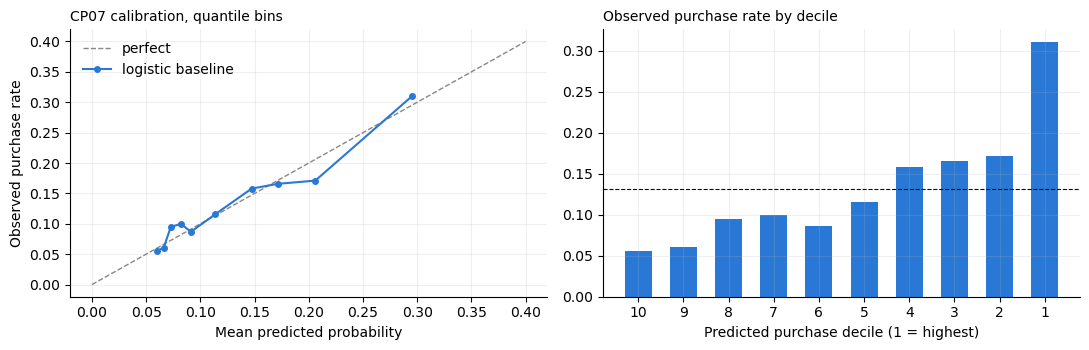 CP07 calibration, quantile bins
perfect
logistic baseline
0.40
0.35
0.30
0.25
0.20
0.15
0.10
0.05
0.00
Observed purchase rate
0.00 0.05 0.10 0.15 0.20 0.25 0.30 0.35 0.40
Mean predicted probability
Observed purchase rate by decile
0.30
0.25
0.20
0.15
0.10
0.05
0.00
10 9 8 7 6 5 4 3 2 1
Predicted purchase decile (1 = highest)